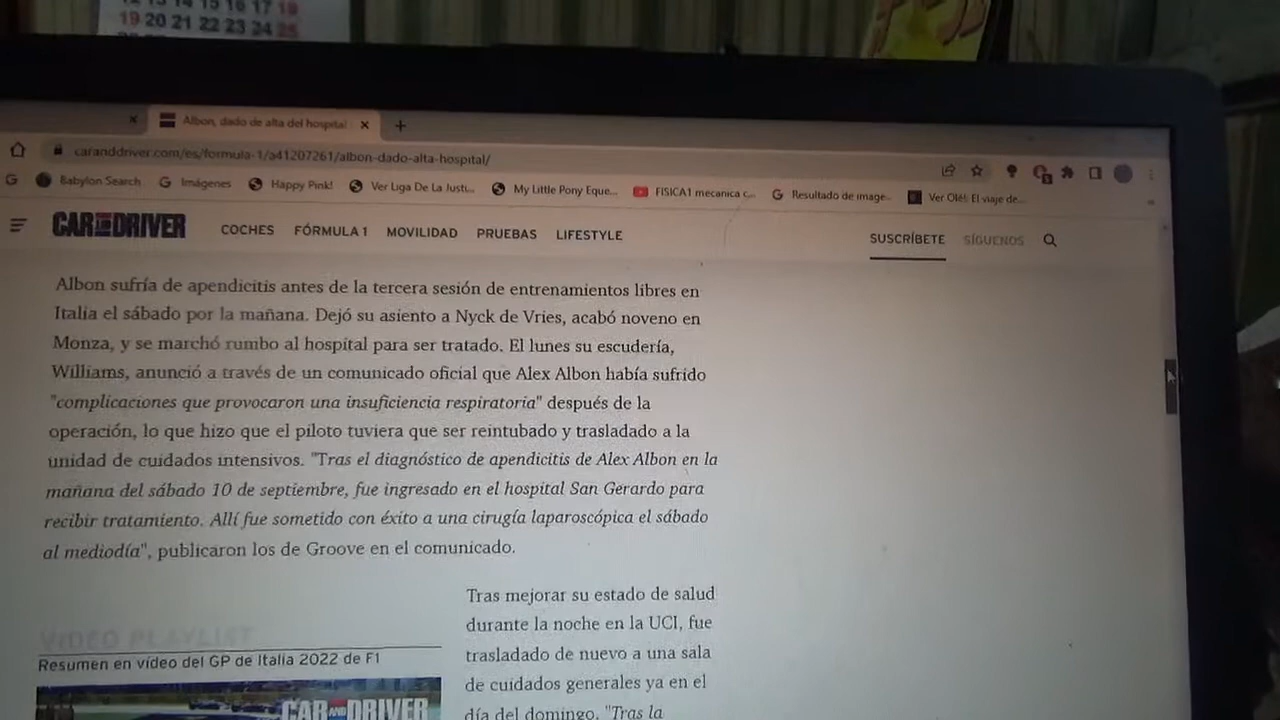 12 13 14 15 16 17 18
19 20 21 22 23 24 25
Albon, dado de alta del hospital
caranddriver.com/es/formula-1/a41207261/albon-dado-alta-hospital/
Babylon Search Imágenes Happy Pink! Ver Liga De La Justi... My Little Pony Eque... FISICA1 mecanica c... Resultado de image... Ver Olé!: El viaje de...
CAR AND DRIVER COCHES FÓRMULA 1 MOVILIDAD PRUEBAS LIFESTYLE SUSCRÍBETE SÍGUENOS
Albon sufría de apendicitis antes de la tercera sesión de entrenamientos libres en
Italia el sábado por la mañana. Dejó su asiento a Nyck de Vries, acabó noveno en
Monza, y se marchó rumbo al hospital para ser tratado. El lunes su escudería,
Williams, anunció a través de un comunicado oficial que Alex Albon había sufrido
"complicaciones que provocaron una insuficiencia respiratoria" después de la
operación, lo que hizo que el piloto tuviera que ser reintubado y trasladado a la
unidad de cuidados intensivos. "Tras el diagnóstico de apendicitis de Alex Albon en la
mañana del sábado 10 de septiembre, fue ingresado en el hospital San Gerardo para
recibir tratamiento. Allí fue sometido con éxito a una cirugía laparoscópica el sábado
al mediodía", publicaron los de Groove en el comunicado.
VIDEO PLAYLIST
Resumen en vídeo del GP de Italia 2022 de F1
CAR AND DRIVER
Tras mejorar su estado de salud
durante la noche en la UCI, fue
trasladado de nuevo a una sala
de cuidados generales ya en el
día del domingo. "Tras la